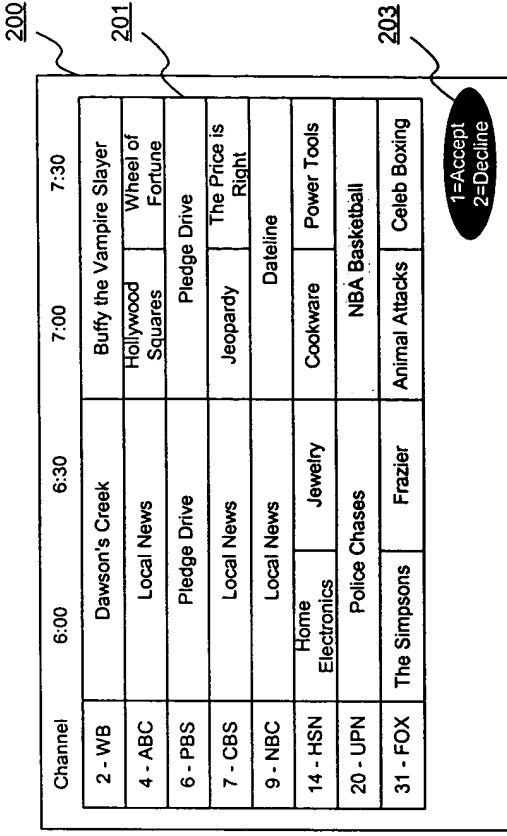 200
201
203
Channel 6:00 6:30 7:00 7:30
2 - WB Dawson's Creek Buffy the Vampire Slayer
4 - ABC Local News Hollywood Squares Wheel of Fortune
6 - PBS Pledge Drive Pledge Drive
7 - CBS Local News Jeopardy The Price is Right
9 - NBC Local News Dateline
14 - HSN Home Electronics Jewelry Cookware Power Tools
20 - UPN Police Chases NBA Basketball
31 - FOX The Simpsons Frazier Animal Attacks Celeb Boxing
1=Accept
2=Decline